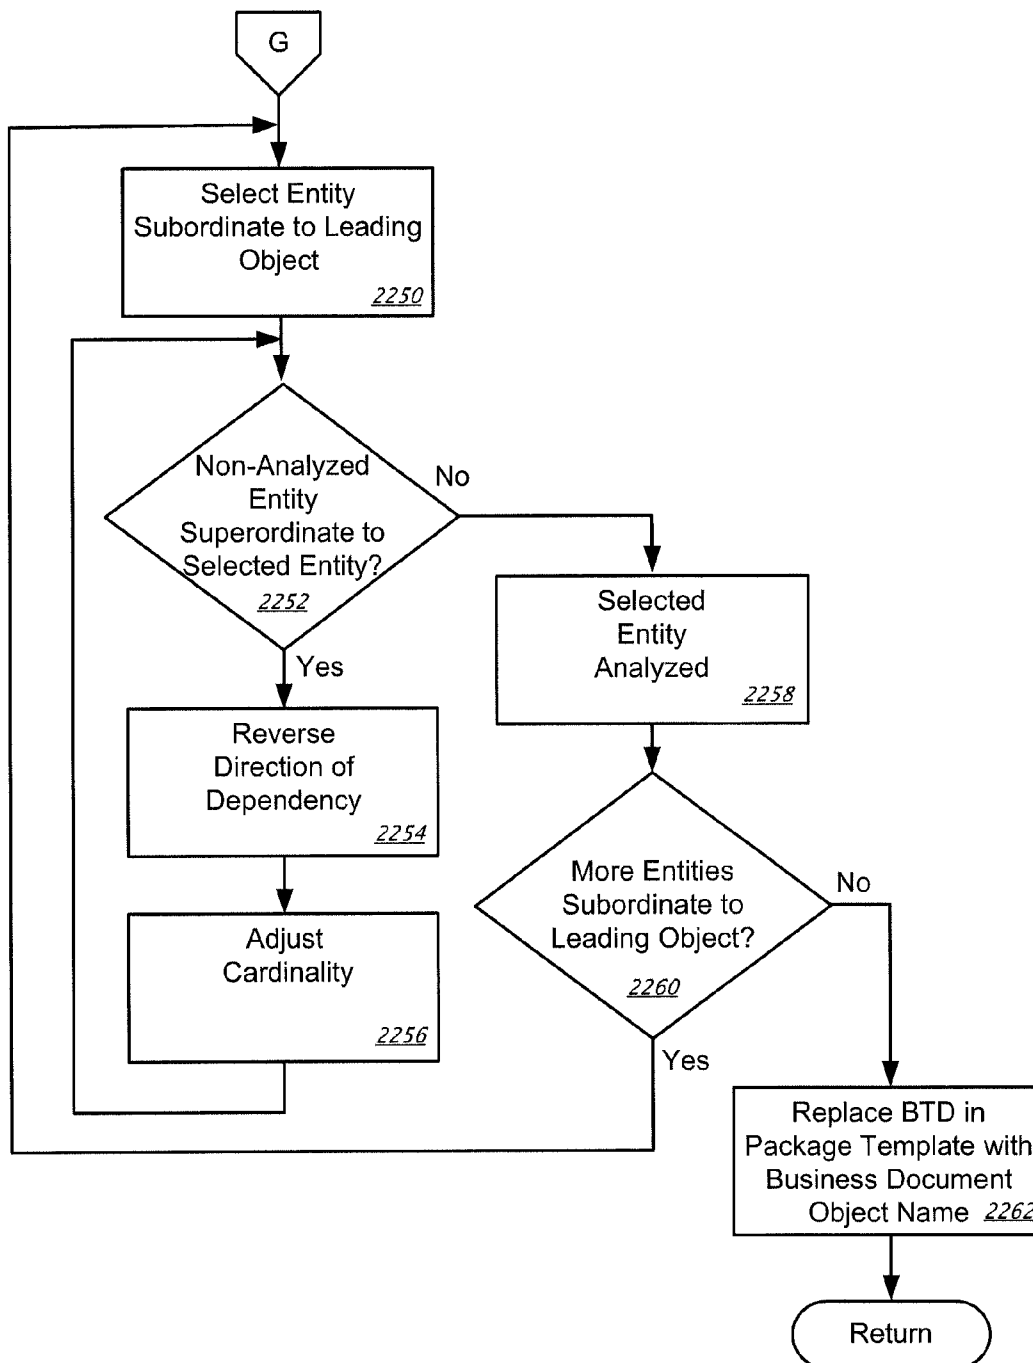 G
Select Entity
Subordinate to Leading
Object
2250
Non-Analyzed
Entity
Superordinate to
Selected Entity?
2252
No
Yes
Reverse
Direction of
Dependency
2254
Adjust
Cardinality
2256
Selected
Entity
Analyzed
2258
More Entities
Subordinate to
Leading Object?
2260
No
Yes
Replace BTD in
Package Template with
Business Document
Object Name 2262
Return